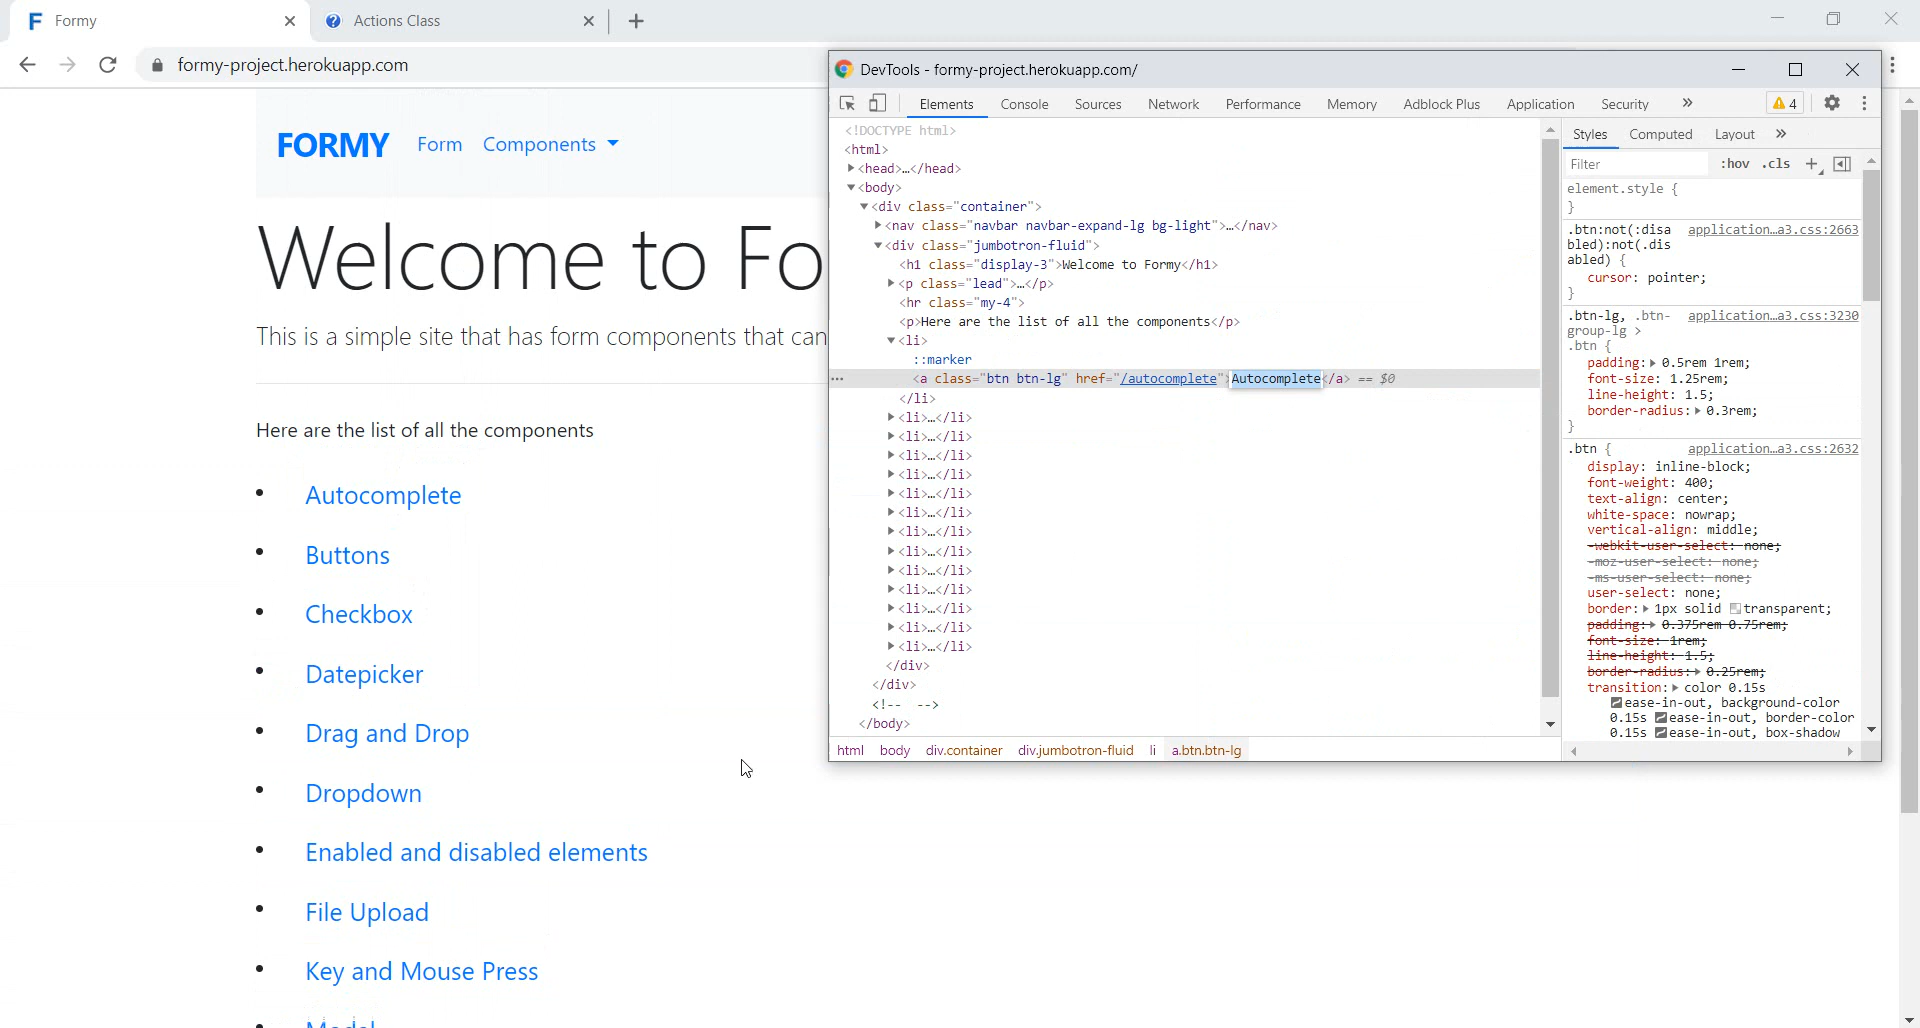 Formy
Actions Class
formy-project.herokuapp.com
FORMY
Form
Components
Welcome to Fo
This is a simple site that has form components that can
Here are the list of all the components
Autocomplete
Buttons
Checkbox
Datepicker
Drag and Drop
Dropdown
Enabled and disabled elements
File Upload
Key and Mouse Press
DevTools - formy-project.herokuapp.com/
Elements Console Sources Network Performance Memory Adblock Plus Application Security » 4
<!DOCTYPE html>
<html>
<head>…</head>
<body>
<div class="container">
<nav class="navbar navbar-expand-lg bg-light">…</nav>
<div class="jumbotron-fluid">
<h1 class="display-3">Welcome to Formy</h1>
<p class="lead">…</p>
<hr class="my-4">
<p>Here are the list of all the components</p>
<li>
::marker
<a class="btn btn-lg" href="/autocomplete">Autocomplete</a> == $0
</li>
<li>…</li>
<li>…</li>
<li>…</li>
<li>…</li>
<li>…</li>
<li>…</li>
<li>…</li>
<li>…</li>
<li>…</li>
<li>…</li>
<li>…</li>
<li>…</li>
<li>…</li>
</div>
</div>
<!-- -->
</body>
html body div.container div.jumbotron-fluid li a.btn.btn-lg
Styles Computed Layout »
Filter :hov .cls +
element.style {
}
.btn:not(:disa application…a3.css:2663
bled):not(.dis
abled) {
cursor: pointer;
}
.btn-lg, .btn- application…a3.css:3230
group-lg >
.btn {
padding: 0.5rem 1rem;
font-size: 1.25rem;
line-height: 1.5;
border-radius: 0.3rem;
}
.btn { application…a3.css:2632
display: inline-block;
font-weight: 400;
text-align: center;
white-space: nowrap;
vertical-align: middle;
-webkit-user-select: none;
-moz-user-select: none;
-ms-user-select: none;
user-select: none;
border: 1px solid transparent;
padding: 0.375rem 0.75rem;
font-size: 1rem;
line-height: 1.5;
border-radius: 0.25rem;
transition: color 0.15s
ease-in-out, background-color
0.15s ease-in-out, border-color
0.15s ease-in-out, box-shadow